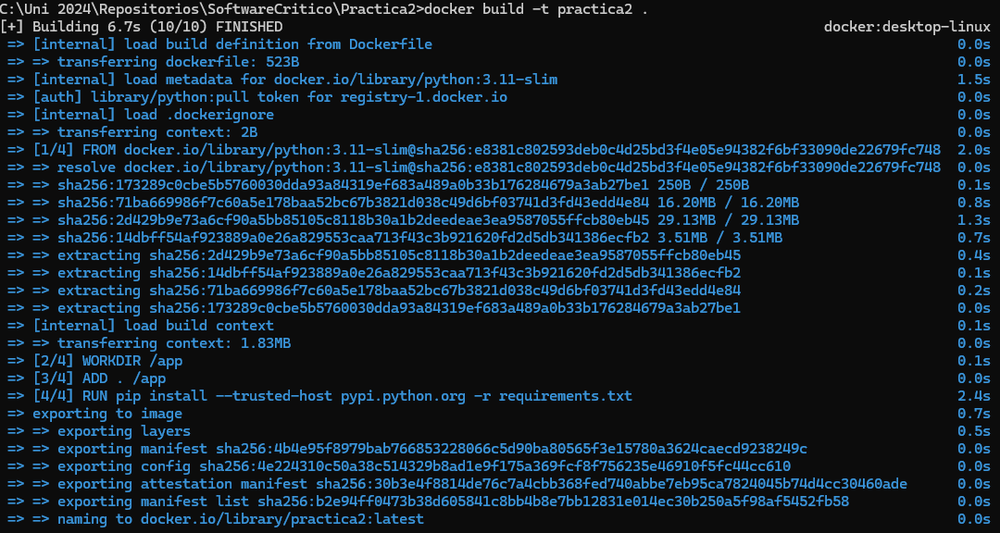 C:\Uni 2024\Repositorios\SoftwareCritico\Practica2>docker build -t practica2 .
[+] Building 6.7s (10/10) FINISHED docker:desktop-linux
=> [internal] load build definition from Dockerfile 0.0s
=> => transferring dockerfile: 523B 0.0s
=> [internal] load metadata for docker.io/library/python:3.11-slim 1.5s
=> [auth] library/python:pull token for registry-1.docker.io 0.0s
=> [internal] load .dockerignore 0.0s
=> => transferring context: 2B 0.0s
=> [1/4] FROM docker.io/library/python:3.11-slim@sha256:e8381c802593deb0c4d25bd3f4e05e94382f6bf33090de22679fc748 2.0s
=> => resolve docker.io/library/python:3.11-slim@sha256:e8381c802593deb0c4d25bd3f4e05e94382f6bf33090de22679fc748 0.0s
=> => sha256:173289c0cbe5b5760030dda93a84319ef683a489a0b33b176284679a3ab27be1 250B / 250B 0.1s
=> => sha256:71ba669986f7c60a5e178baa52bc67b3821d038c49d6bf03741d3fd43edd4e84 16.20MB / 16.20MB 0.8s
=> => sha256:2d429b9e73a6cf90a5bb85105c8118b30a1b2deedeae3ea9587055ffcb80eb45 29.13MB / 29.13MB 1.3s
=> => sha256:14dbff54af923889a0e26a829553caa713f43c3b921620fd2d5db341386ecfb2 3.51MB / 3.51MB 0.7s
=> => extracting sha256:2d429b9e73a6cf90a5bb85105c8118b30a1b2deedeae3ea9587055ffcb80eb45 0.4s
=> => extracting sha256:14dbff54af923889a0e26a829553caa713f43c3b921620fd2d5db341386ecfb2 0.1s
=> => extracting sha256:71ba669986f7c60a5e178baa52bc67b3821d038c49d6bf03741d3fd43edd4e84 0.2s
=> => extracting sha256:173289c0cbe5b5760030dda93a84319ef683a489a0b33b176284679a3ab27be1 0.0s
=> [internal] load build context 0.1s
=> => transferring context: 1.83MB 0.0s
=> [2/4] WORKDIR /app 0.1s
=> [3/4] ADD . /app 0.0s
=> [4/4] RUN pip install --trusted-host pypi.python.org -r requirements.txt 2.4s
=> exporting to image 0.7s
=> => exporting layers 0.5s
=> => exporting manifest sha256:4b4e95f8979bab766853228066c5d90ba80565f3e15780a3624caecd9238249c 0.0s
=> => exporting config sha256:4e224310c50a38c514329b8ad1e9f175a369fcf8f756235e46910f5fc44cc610 0.0s
=> => exporting attestation manifest sha256:30b3e4f8814de76c7a4cbb368fed740abbe7eb95ca7824045b74d4cc30460ade 0.0s
=> => exporting manifest list sha256:b2e94ff0473b38d605841c8bb4b8e7bb12831e014ec30b250a5f98af5452fb58 0.0s
=> => naming to docker.io/library/practica2:latest 0.0s